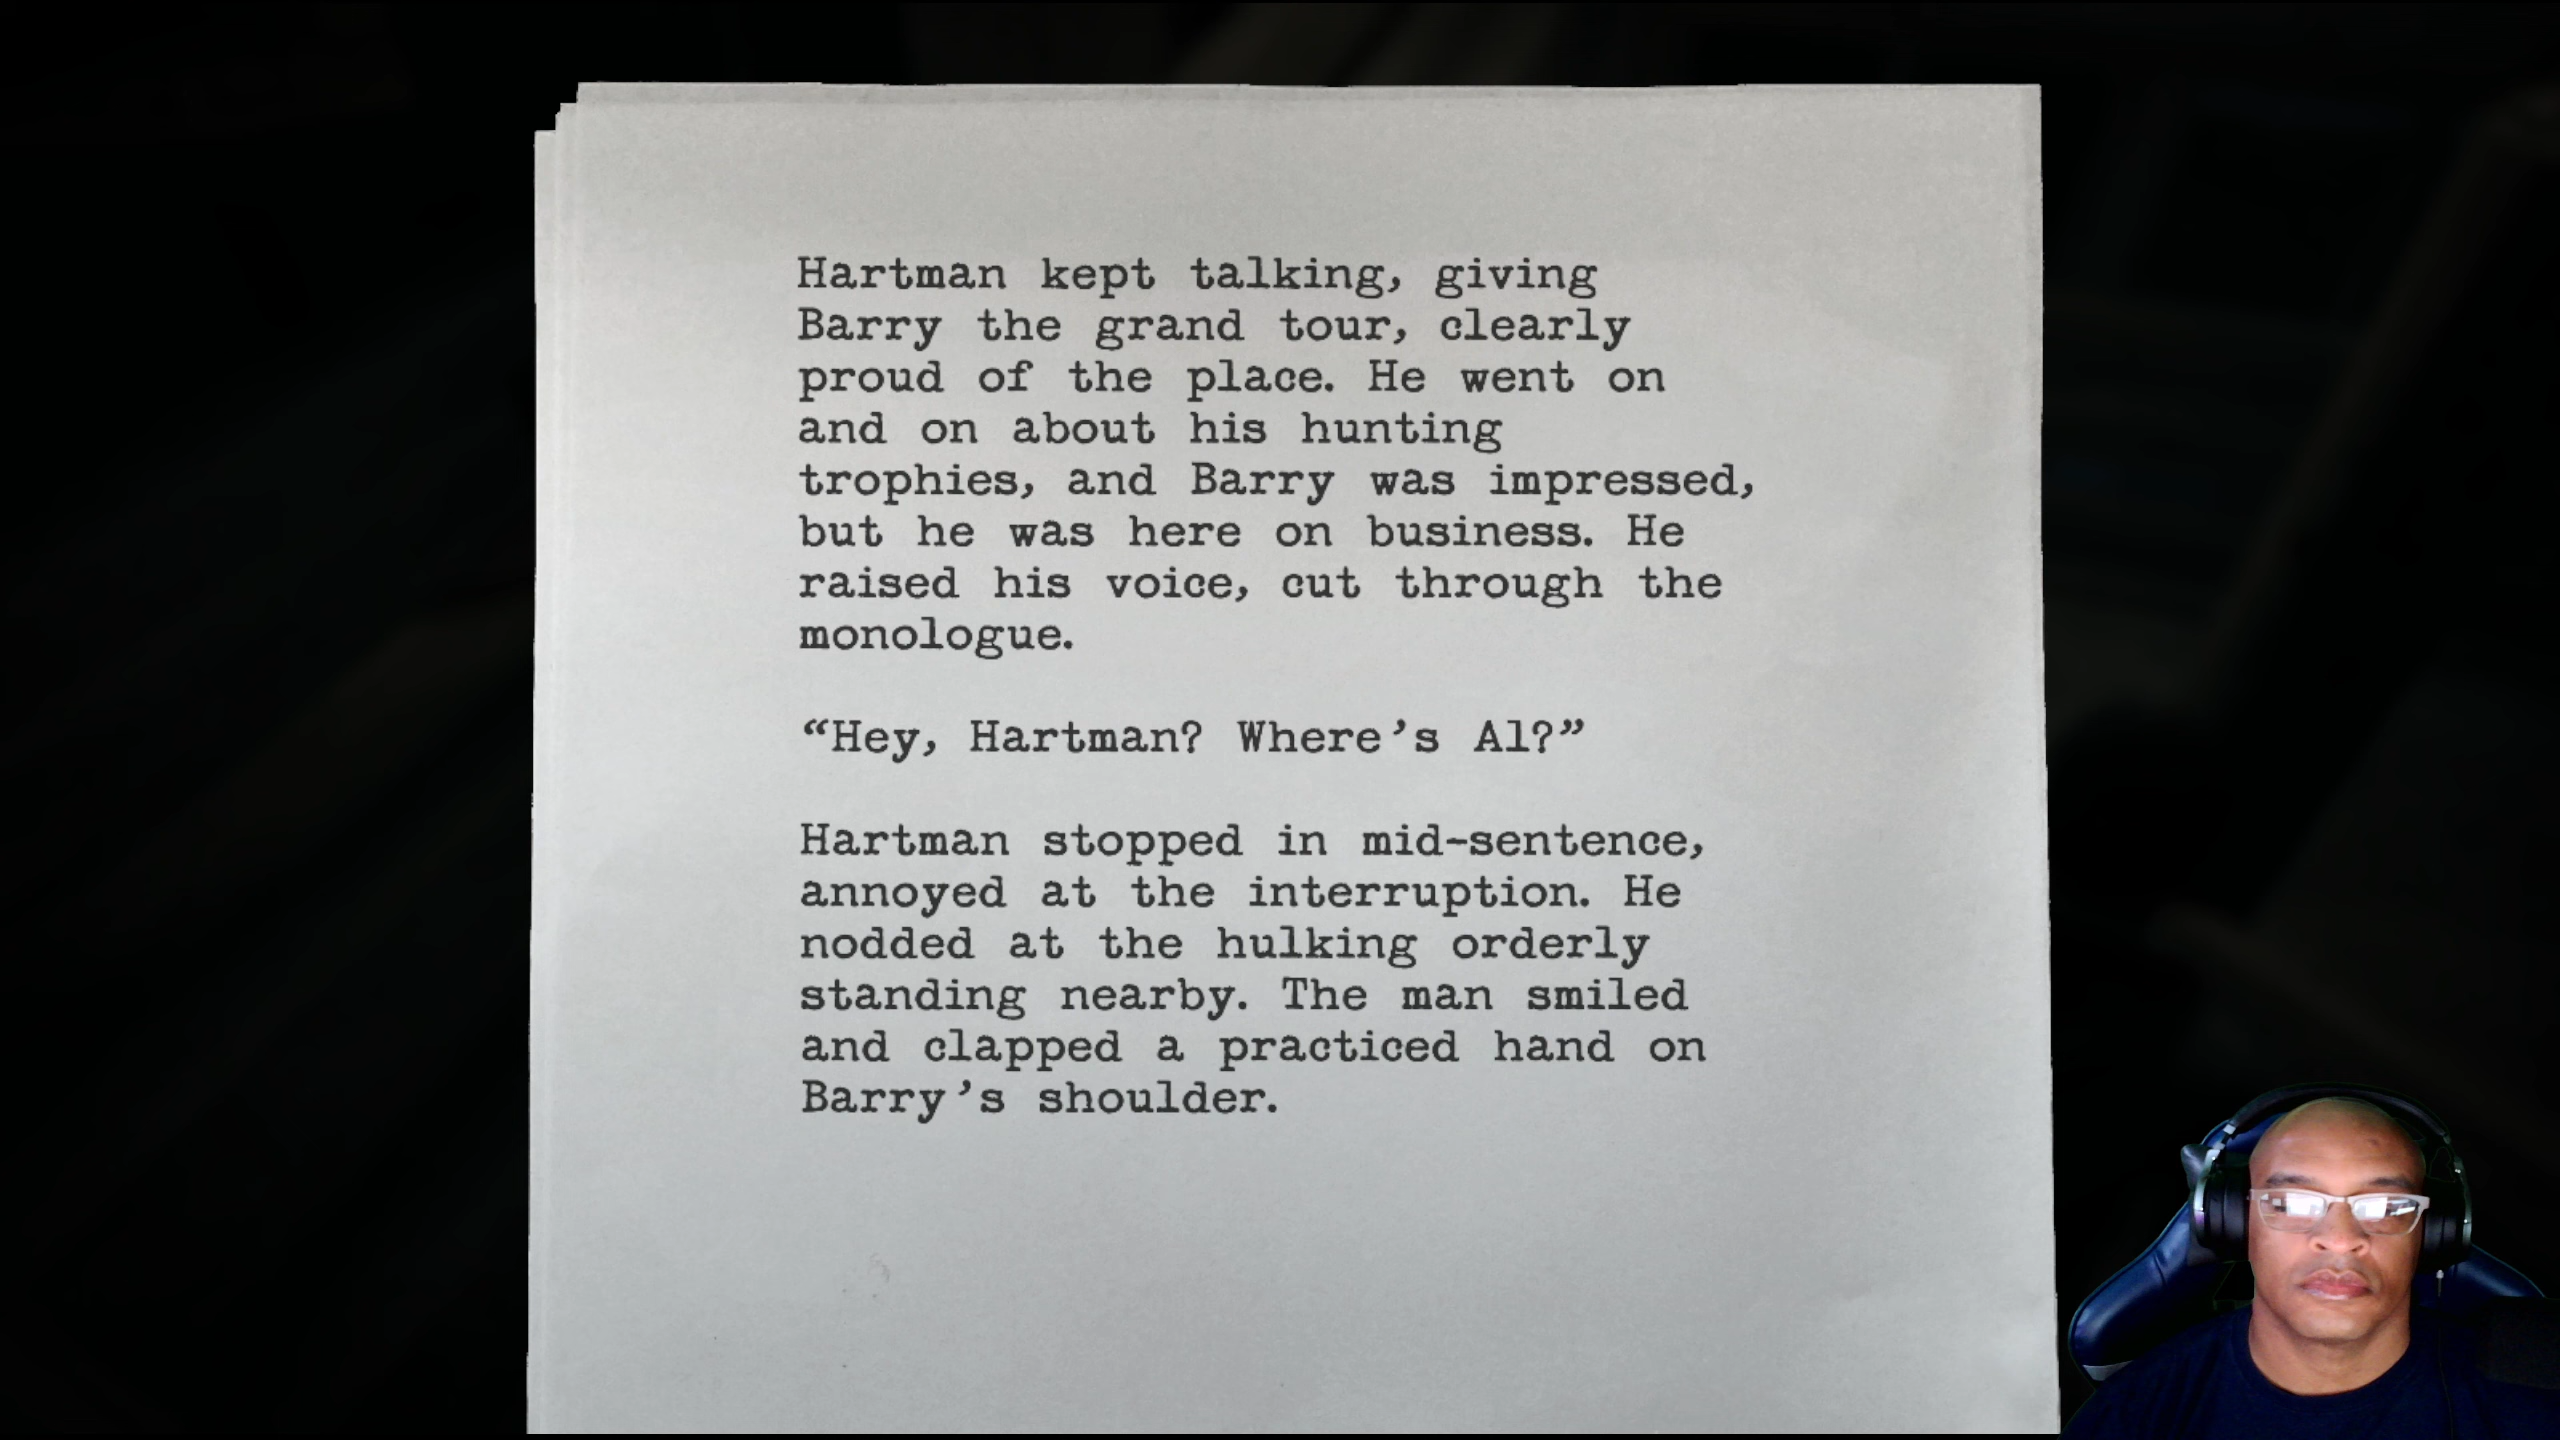 Hartman kept talking, giving
Barry the grand tour, clearly
proud of the place. He went on
and on about his hunting
trophies, and Barry was impressed,
but he was here on business. He
raised his voice, cut through the
monologue.
“Hey, Hartman? Where’s Al?”
Hartman stopped in mid-sentence,
annoyed at the interruption. He
nodded at the hulking orderly
standing nearby. The man smiled
and clapped a practiced hand on
Barry’s shoulder.